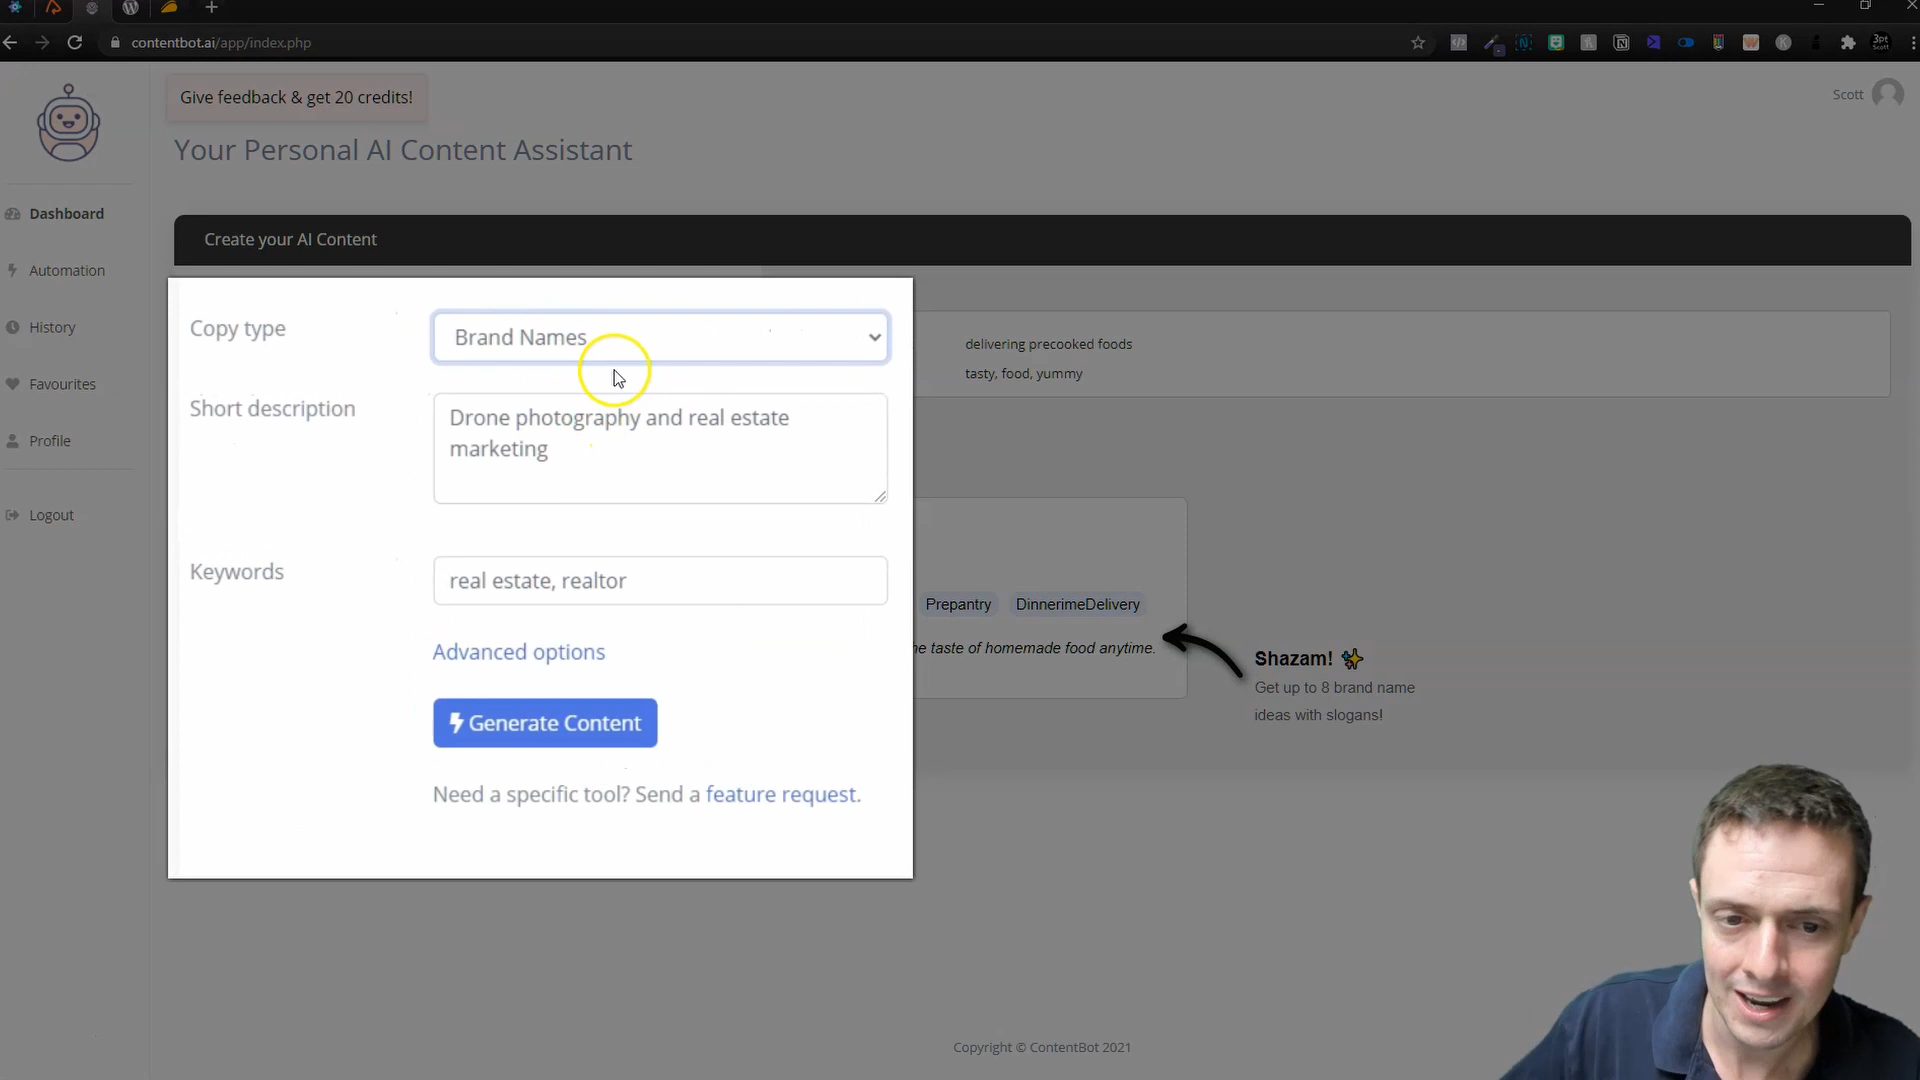 contentbot.ai/app/index.php
3pt
Scott
Give feedback & get 20 credits!
Scott
Your Personal AI Content Assistant
Dashboard
Create your AI Content
Automation
Copy type
Brand Names
History
delivering precooked foods
tasty, food, yummy
Favourites
Short description
Drone photography and real estate
marketing
Profile
Logout
Keywords
real estate, realtor
Prepantry
DinnerimeDelivery
Advanced options
he taste of homemade food anytime.
Shazam!
Get up to 8 brand name
ideas with slogans!
Generate Content
Need a specific tool? Send a feature request.
Copyright © ContentBot 2021